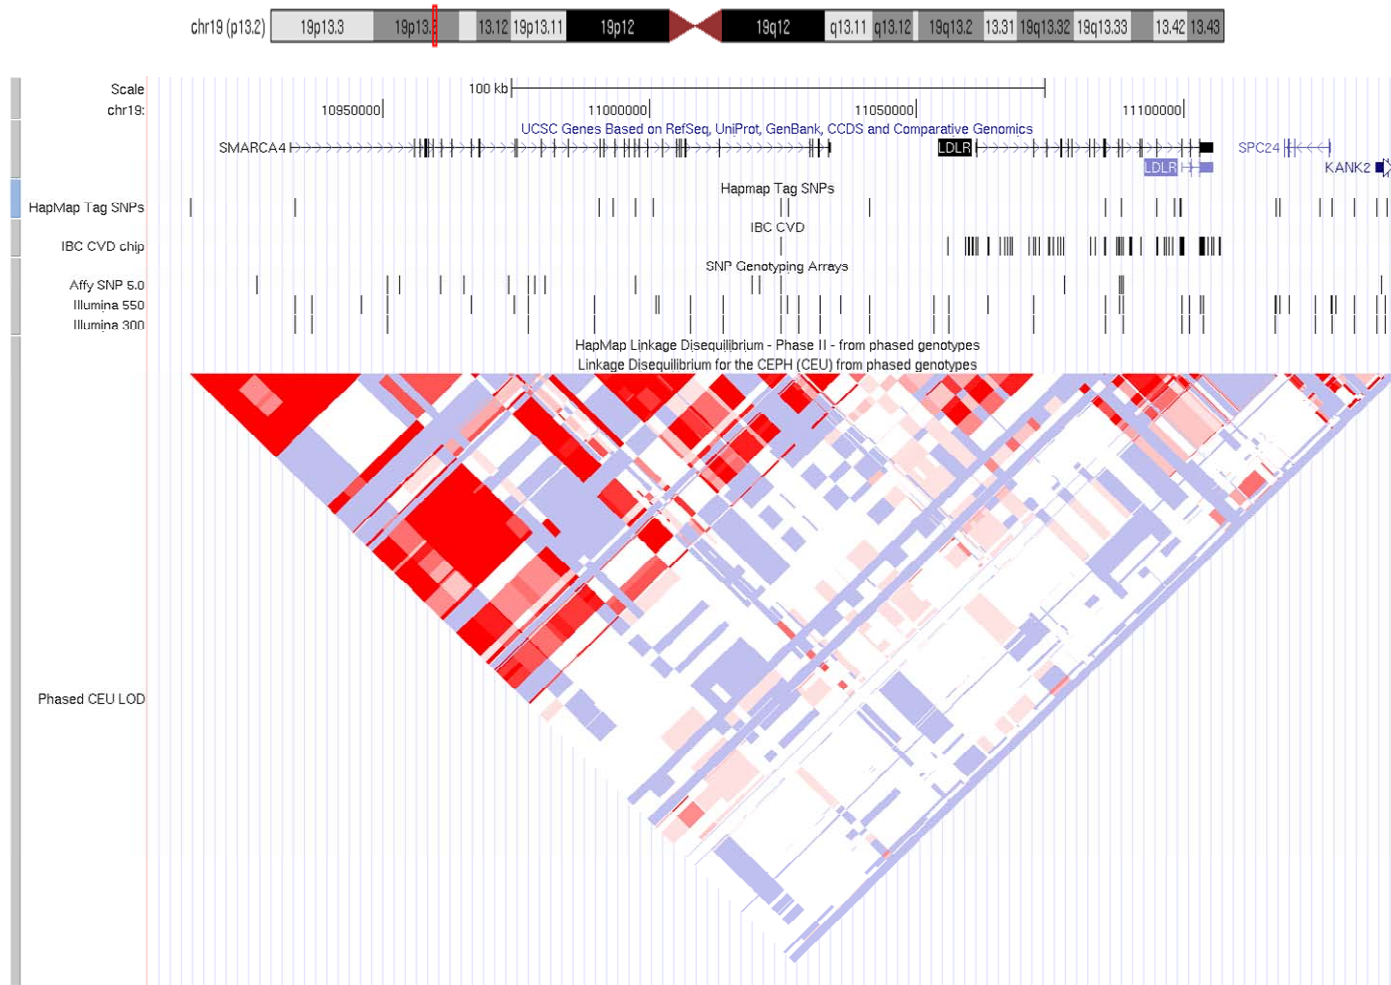 chr19 (p13.2) 19p13.3 19p13.2 13.12 19p13.11 19p12 19q12 q13.11 q13.12 19q13.2 13.31 19q13.32 19q13.33 13.42 13.43
Scale 100 kb
chr19: 10950000 11000000 11050000 11100000
UCSC Genes Based on RefSeq, UniProt, GenBank, CCDS and Comparative Genomics
SMARCA4 LDLR SPC24
LDLR KANK2
Hapmap Tag SNPs
HapMap Tag SNPs
IBC CVD
IBC CVD chip
SNP Genotyping Arrays
Affy SNP 5.0
Illumina 550
Illumina 300
HapMap Linkage Disequilibrium - Phase II - from phased genotypes
Linkage Disequilibrium for the CEPH (CEU) from phased genotypes
Phased CEU LOD